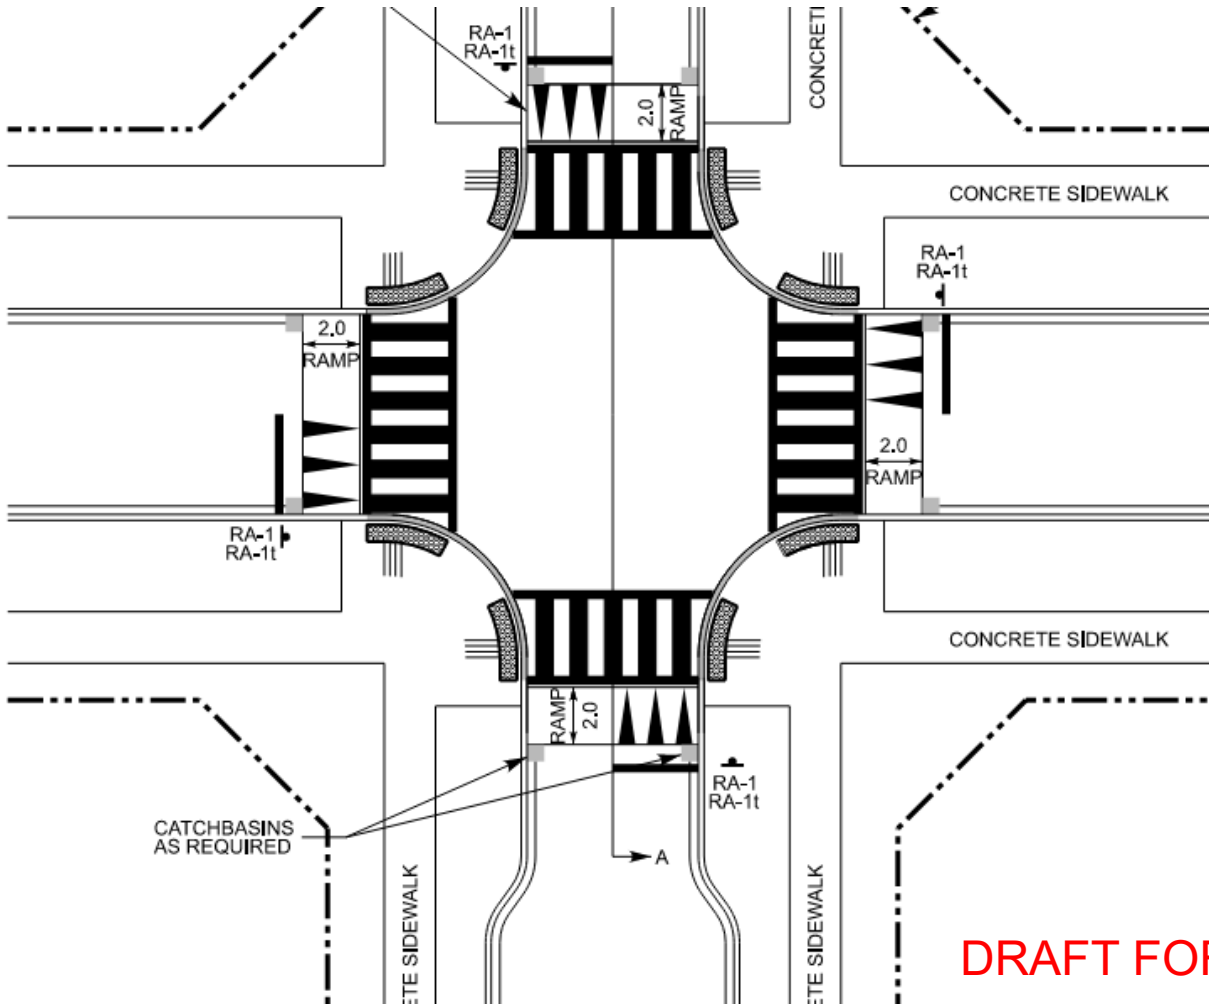 RA-1
RA-1t
CONCRET
2.0
RAMP
CONCRETE SIDEWALK
RA-1
RA-1t
2.0
RAMP
2.0
RAMP
RA-1
RA-1t
CONCRETE SIDEWALK
RAMP
2.0
RA-1
RA-1t
CATCHBASINS
AS REQUIRED
A
ETE SIDEWALK
ETE SIDEWALK
DRAFT FOR